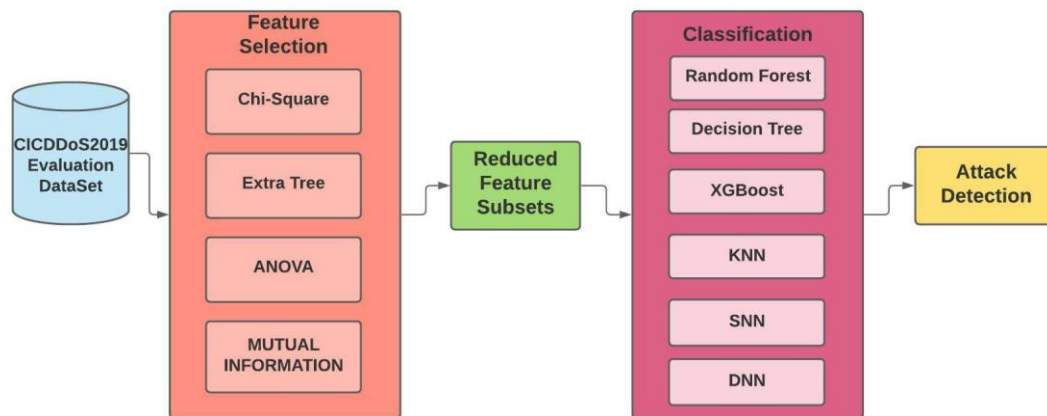 CICDDoS2019
Evaluation
DataSet
Feature
Selection
Chi-Square
Extra Tree
ANOVA
MUTUAL
INFORMATION
Reduced
Feature
Subsets
Classification
Random Forest
Decision Tree
XGBoost
KNN
SNN
DNN
Attack
Detection